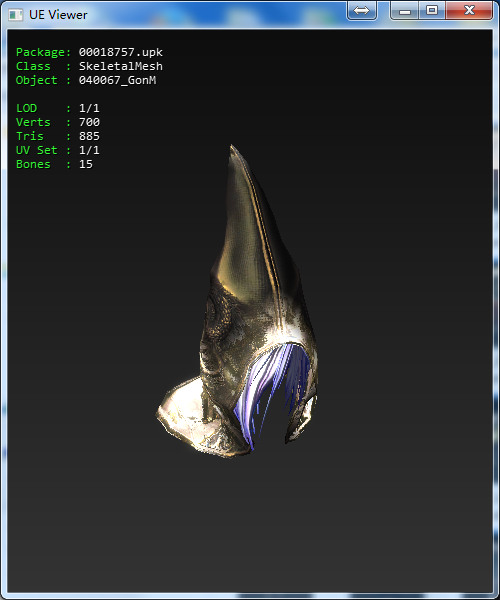 UE Viewer
Package: 00018757.upk
Class : SkeletalMesh
Object : 040067_GonM
LOD : 1/1
Verts : 700
Tris : 885
UV Set : 1/1
Bones : 15